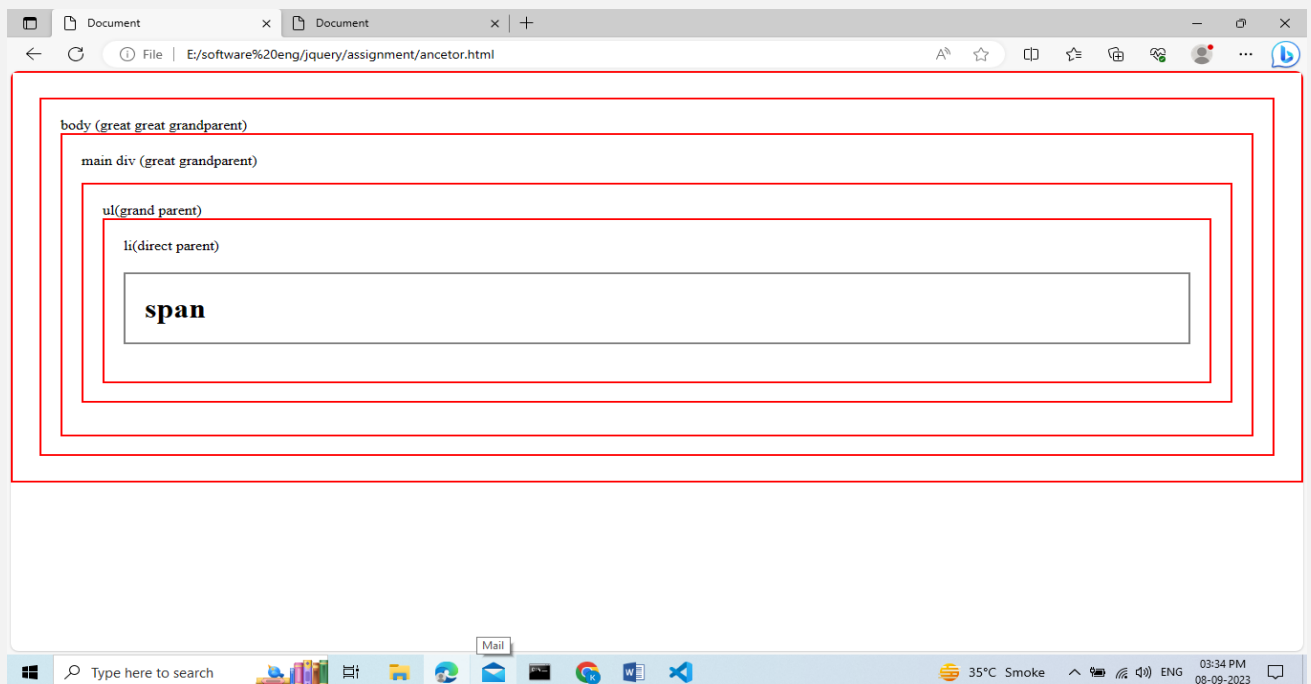 Document
Document
File
E:/software%20eng/jquery/assignment/ancetor.html
body (great great grandparent)
main div (great grandparent)
ul(grand parent)
li(direct parent)
span
Mail
Type here to search
35°C Smoke
ENG
03:34 PM
08-09-2023